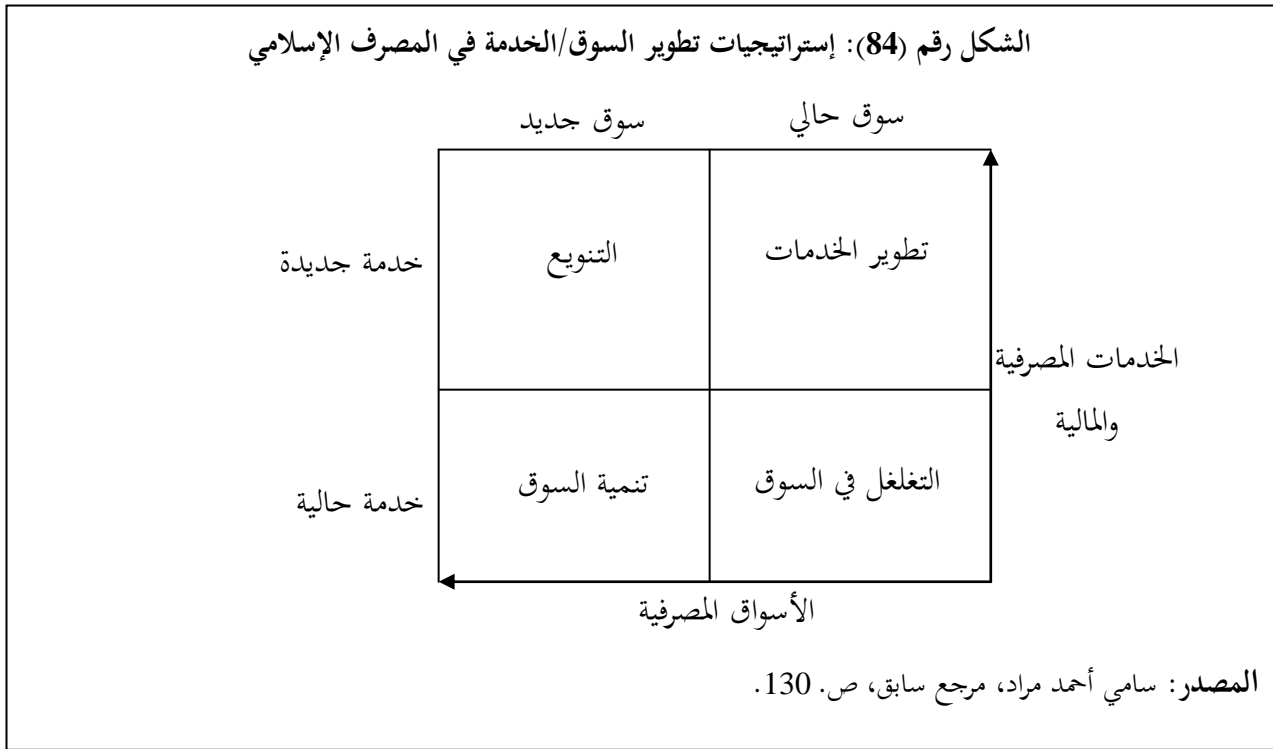 الشكل رقم (84): إستراتيجيات تطوير السوق/الخدمة في المصرف الإسلامي
سوق حالي
سوق جديد
تطوير الخدمات
التنويع
خدمة جديدة
الخدمات المصرفية
والمالية
التغلغل في السوق
تنمية السوق
خدمة حالية
الأسواق المصرفية
المصدر: سامي أحمد مراد، مرجع سابق، ص. 130.